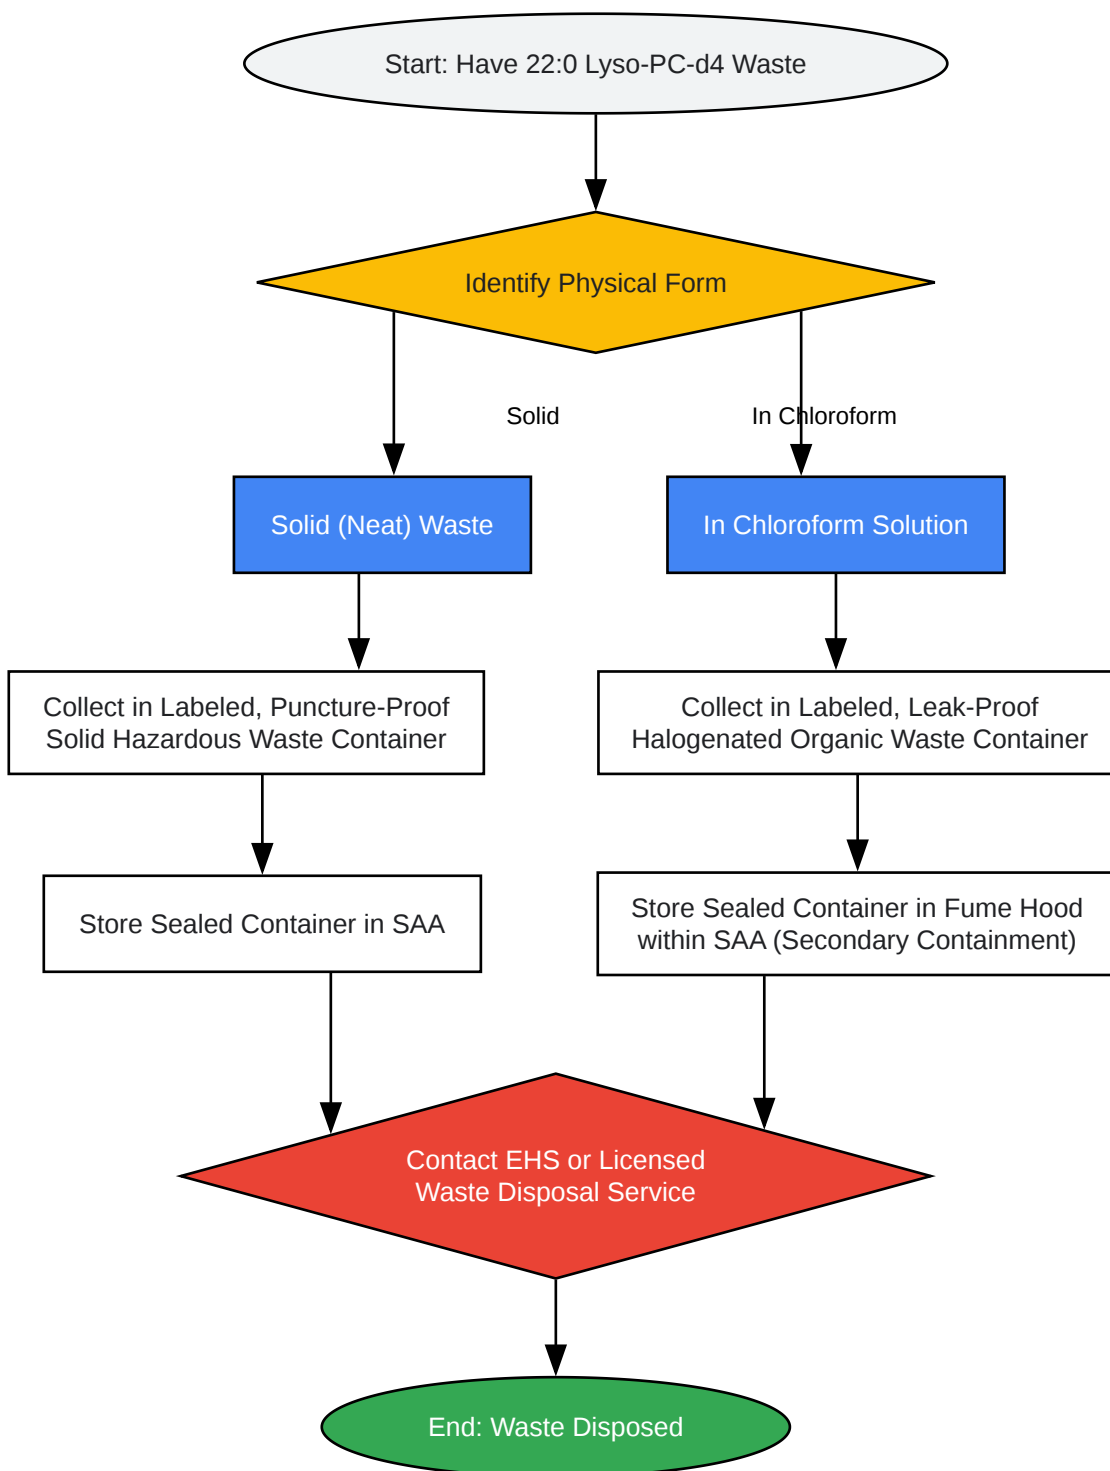 Start: Have 22:0 Lyso-PC-d4 Waste
Identify Physical Form
Solid
In Chloroform
Solid (Neat) Waste
In Chloroform Solution
Collect in Labeled, Puncture-Proof
Solid Hazardous Waste Container
Collect in Labeled, Leak-Proof
Halogenated Organic Waste Container
Store Sealed Container in SAA
Store Sealed Container in Fume Hood
within SAA (Secondary Containment)
Contact EHS or Licensed
Waste Disposal Service
End: Waste Disposed